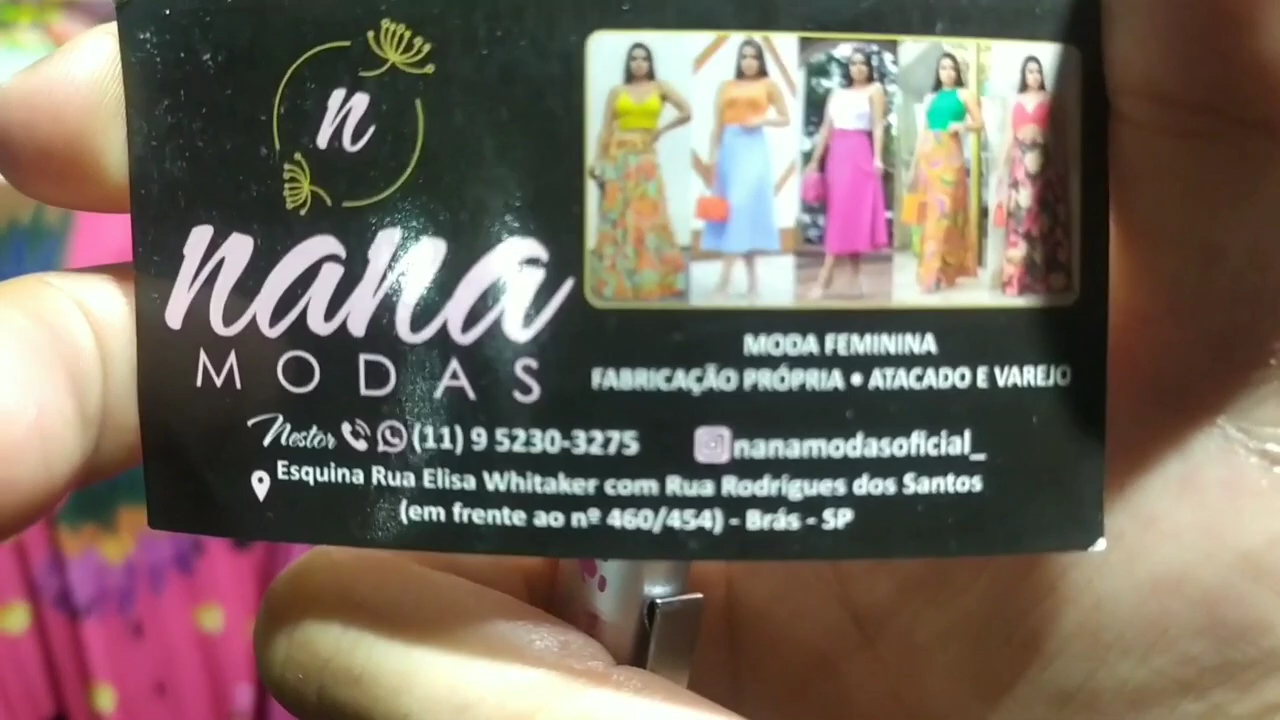 n
nana
MODAS
MODA FEMININA
FABRICAÇÃO PRÓPRIA • ATACADO E VAREJO
Nestor (11) 9 5230-3275
nanamodasoficial_
Esquina Rua Elisa Whitaker com Rua Rodrigues dos Santos
(em frente ao nº 460/454) - Brás - SP